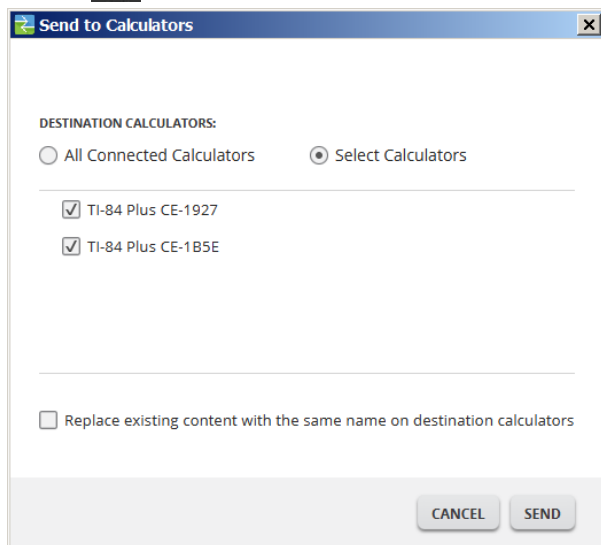 Send to Calculators
DESTINATION CALCULATORS:
All Connected Calculators
Select Calculators
TI-84 Plus CE-1927
TI-84 Plus CE-1B5E
Replace existing content with the same name on destination calculators
CANCEL
SEND